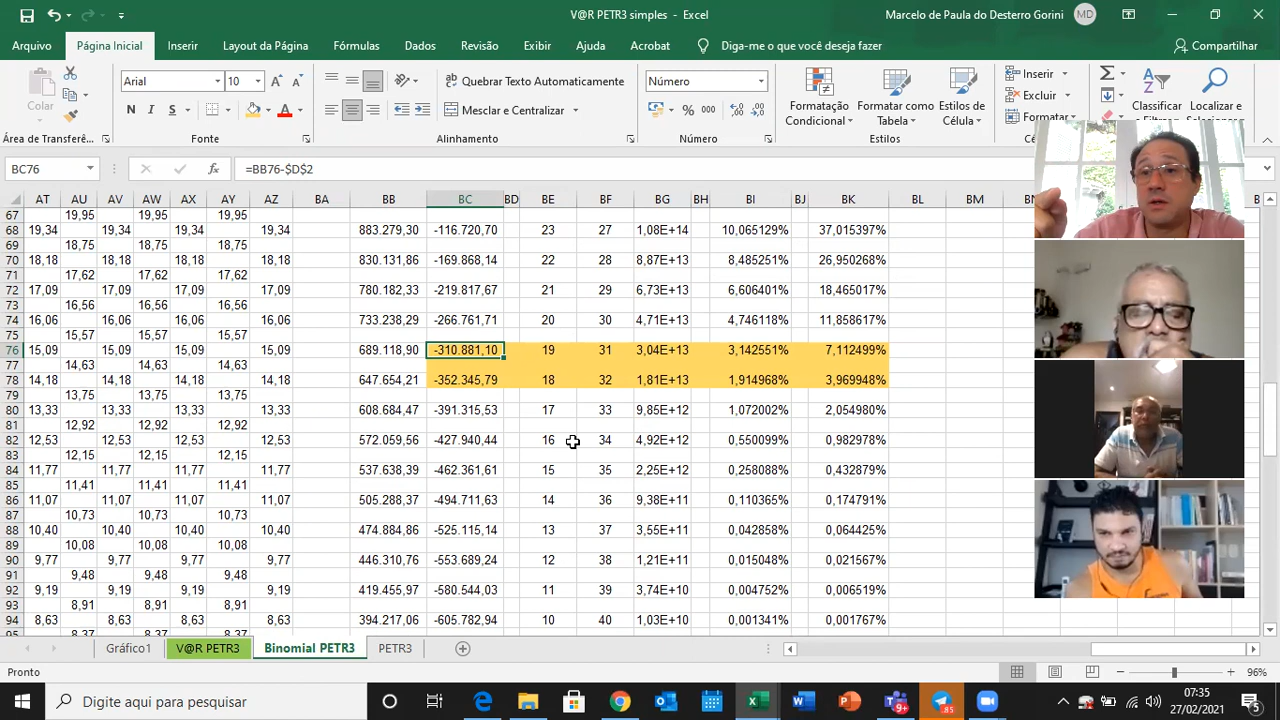 V@R PETR3 simples - Excel
Marcelo de Paula do Desterro Gorini MD
Arquivo Página Inicial Inserir Layout da Página Fórmulas Dados Revisão Exibir Ajuda Acrobat Diga-me o que você deseja fazer Compartilhar
Colar Arial 10 Quebrar Texto Automaticamente Número Formatação Condicional Formatar como Tabela Estilos de Célula Inserir Classificar Localizar e
N I S Mesclar e Centralizar % 000 Excluir
Formatar
Área de Transferê... Fonte Alinhamento Número Estilos
BC76 =BB76-$D$2
AT AU AV AW AX AY AZ BA BB BC BD BE BF BG BH BI BJ BK BL BM
67 19,95 19,95 19,95
68 19,34 19,34 19,34 19,34 883.279,30 -116.720,70 23 27 1,08E+14 10,065129% 37,015397%
69 18,75 18,75 18,75
70 18,18 18,18 18,18 18,18 830.131,86 -169.868,14 22 28 8,87E+13 8,485251% 26,950268%
71 17,62 17,62 17,62
72 17,09 17,09 17,09 17,09 780.182,33 -219.817,67 21 29 6,73E+13 6,606401% 18,465017%
73 16,56 16,56 16,56
74 16,06 16,06 16,06 16,06 733.238,29 -266.761,71 20 30 4,71E+13 4,746118% 11,858617%
75 15,57 15,57 15,57
76 15,09 15,09 15,09 15,09 689.118,90 -310.881,10 19 31 3,04E+13 3,142551% 7,112499%
77 14,63 14,63 14,63
78 14,18 14,18 14,18 14,18 647.654,21 -352.345,79 18 32 1,81E+13 1,914968% 3,969948%
79 13,75 13,75 13,75
80 13,33 13,33 13,33 13,33 608.684,47 -391.315,53 17 33 9,85E+12 1,072002% 2,054980%
81 12,92 12,92 12,92
82 12,53 12,53 12,53 12,53 572.059,56 -427.940,44 16 34 4,92E+12 0,550099% 0,982978%
83 12,15 12,15 12,15
84 11,77 11,77 11,77 11,77 537.638,39 -462.361,61 15 35 2,25E+12 0,258088% 0,432879%
85 11,41 11,41 11,41
86 11,07 11,07 11,07 11,07 505.288,37 -494.711,63 14 36 9,38E+11 0,110365% 0,174791%
87 10,73 10,73 10,73
88 10,40 10,40 10,40 10,40 474.884,86 -525.115,14 13 37 3,55E+11 0,042858% 0,064425%
89 10,08 10,08 10,08
90 9,77 9,77 9,77 9,77 446.310,76 -553.689,24 12 38 1,21E+11 0,015048% 0,021567%
91 9,48 9,48 9,48
92 9,19 9,19 9,19 9,19 419.455,97 -580.544,03 11 39 3,74E+10 0,004752% 0,006519%
93 8,91 8,91 8,91
94 8,63 8,63 8,63 8,63 394.217,06 -605.782,94 10 40 1,03E+10 0,001341% 0,001767%
95 8,37 8,37 8,37
Gráfico1 V@R PETR3 Binomial PETR3 PETR3
Pronto 96%
Digite aqui para pesquisar 07:35
27/02/2021